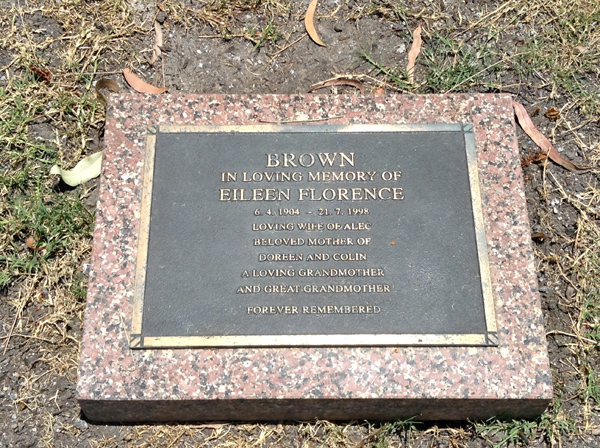 BROWN
IN LOVING MEMORY OF
EILEEN FLORENCE
6. 4. 1904 - 21. 7. 1998
LOVING WIFE OF ALEC
BELOVED MOTHER OF
DOREEN AND COLIN
A LOVING GRANDMOTHER
AND GREAT-GRANDMOTHER
FOREVER REMEMBERED